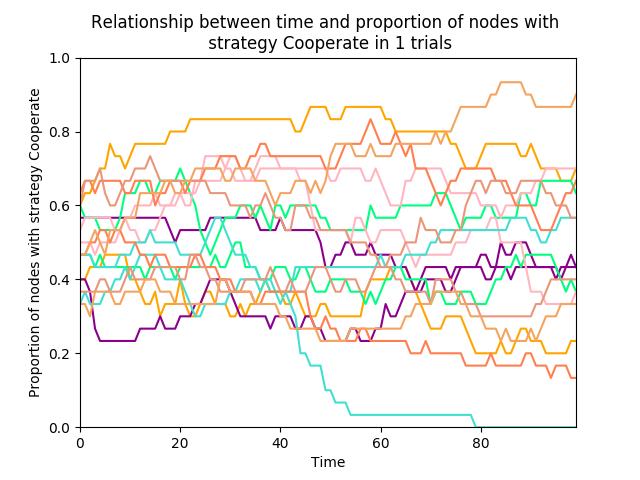 Relationship between time and proportion of nodes with
strategy Cooperate in 1 trials
Proportion of nodes with strategy Cooperate
1.0
0.8
0.6
0.4
0.2
0.0
0 20 40 60 80
Time